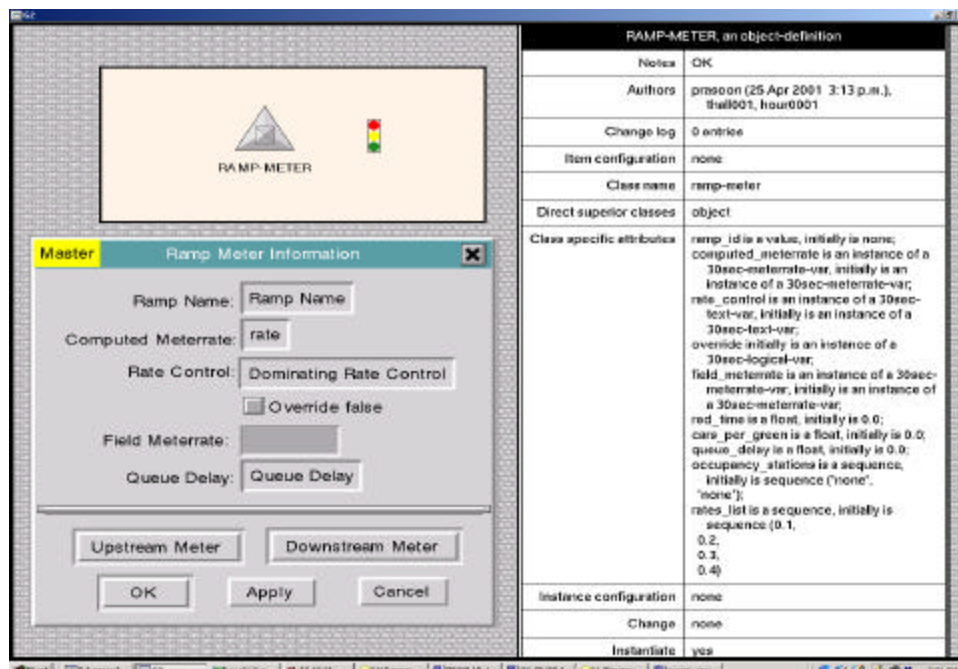 G2
RAMP-METER
Master
Ramp Meter Information
Ramp Name: Ramp Name
Computed Meterrate: rate
Rate Control: Dominating Rate Control
Override false
Field Meterrate:
Queue Delay: Queue Delay
Upstream Meter Downstream Meter
OK Apply Cancel
RAMP-METER, an object-definition
Notes OK
Authors prasoon (25 Apr 2001 3:13 p.m.),
thall001, hour0001
Change log 0 entries
Item configuration none
Class name ramp-meter
Direct superior classes object
Class specific attributes ramp_id is a value, initially is none;
computed_meterrate is an instance of a
30sec-meterrate-var, initially is an
instance of a 30sec-meterrate-var;
rate_control is an instance of a 30sec-
text-var, initially is an instance of a
30sec-text-var;
override initially is an instance of a
30sec-logical-var;
field_meterrate is an instance of a 30sec-
meterrate-var, initially is an instance of
a 30sec-meterrate-var;
red_time is a float, initially is 0.0;
cars_per_green is a float, initially is 0.0;
queue_delay is a float, initially is 0.0;
occupancy_stations is a sequence,
initially is sequence ("none",
"none");
rates_list is a sequence, initially is
sequence (0.1,
0.2,
0.3,
0.4)
Instance configuration none
Change none
Instantiate yes